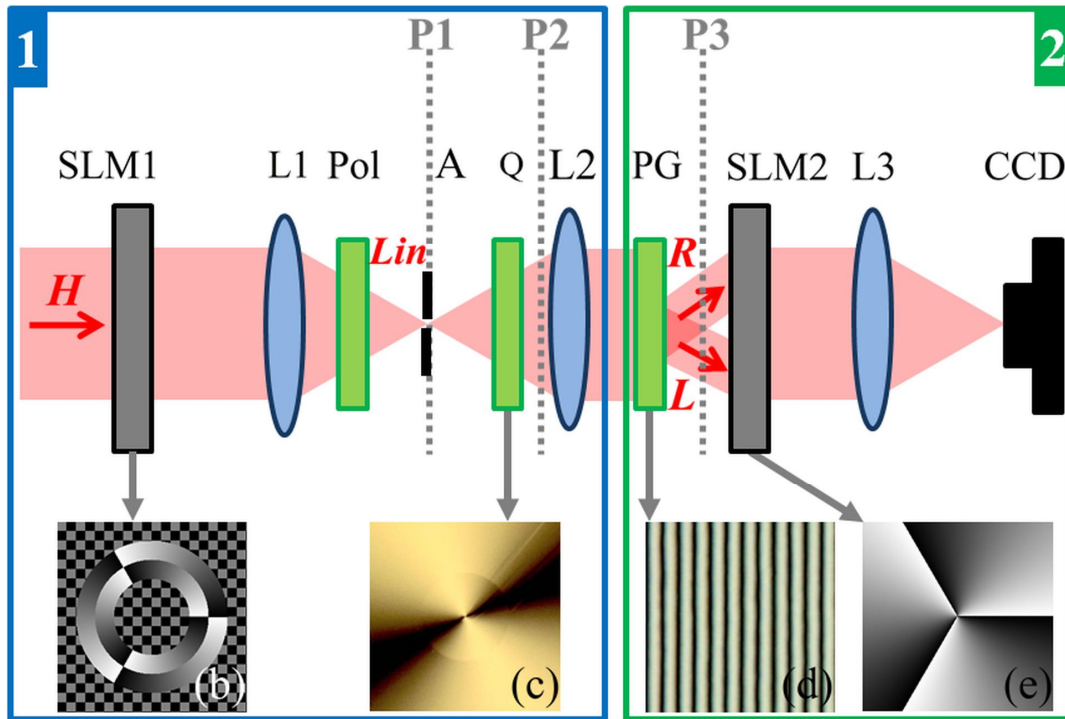 1
2
P1
P2
P3
SLM1
L1
Pol
A
Q
L2
PG
SLM2
L3
CCD
H
Lin
R
L
(b)
(c)
(d)
(e)